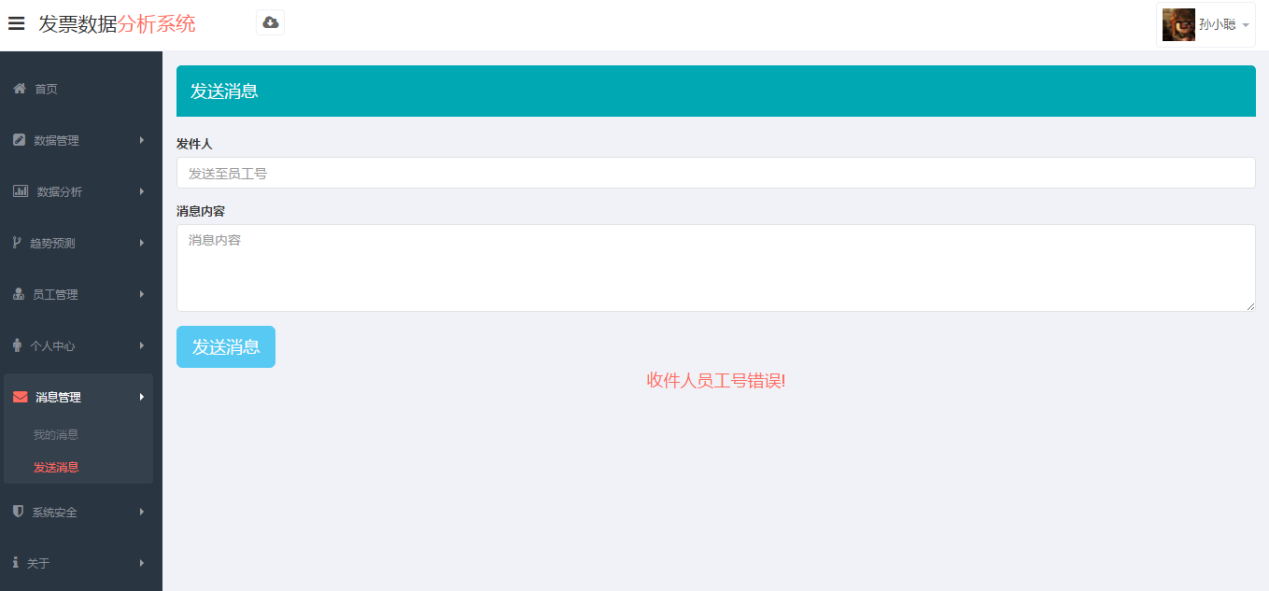 发票数据分析系统
孙小聪
首页
数据管理
数据分析
趋势预测
员工管理
个人中心
消息管理
我的消息
发送消息
系统安全
关于
发送消息
发件人
发送至员工号
消息内容
消息内容
发送消息
收件人员工号错误!